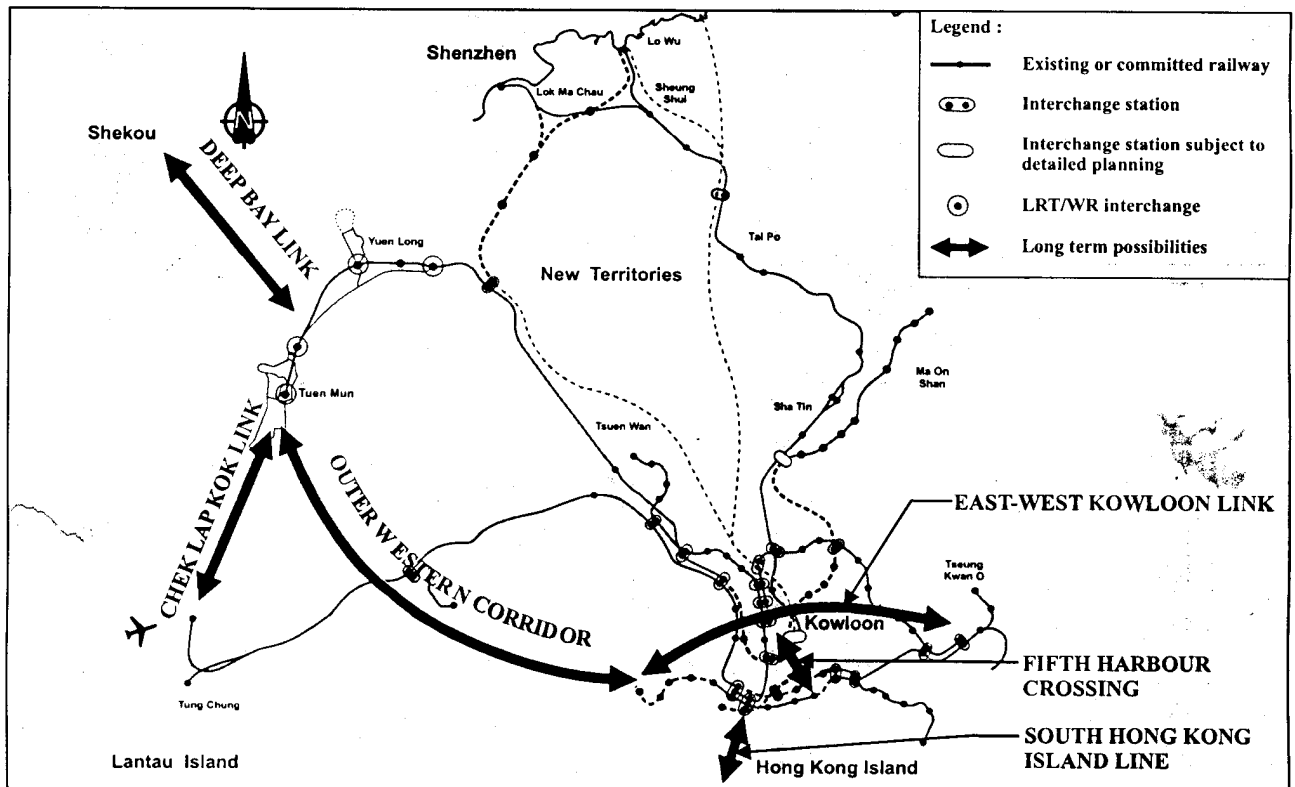 Legend :
Existing or committed railway
Interchange station
Interchange station subject to
detailed planning
LRT/WR interchange
Long term possibilities
Shenzhen
Lo Wu
Lok Ma Chau
Sheung
Shui
N
Shekou
DEEP BAY LINK
Yuen Long
Tai Po
New Territories
Ma On
Shan
Tuen Mun
Sha Tin
Tsuen Wan
CHEK LAP KOK LINK
OUTER WESTERN CORRIDOR
EAST-WEST KOWLOON LINK
Tseung
Kwan O
Kowloon
FIFTH HARBOUR
CROSSING
Tung Chung
SOUTH HONG KONG
ISLAND LINE
Lantau Island
Hong Kong Island